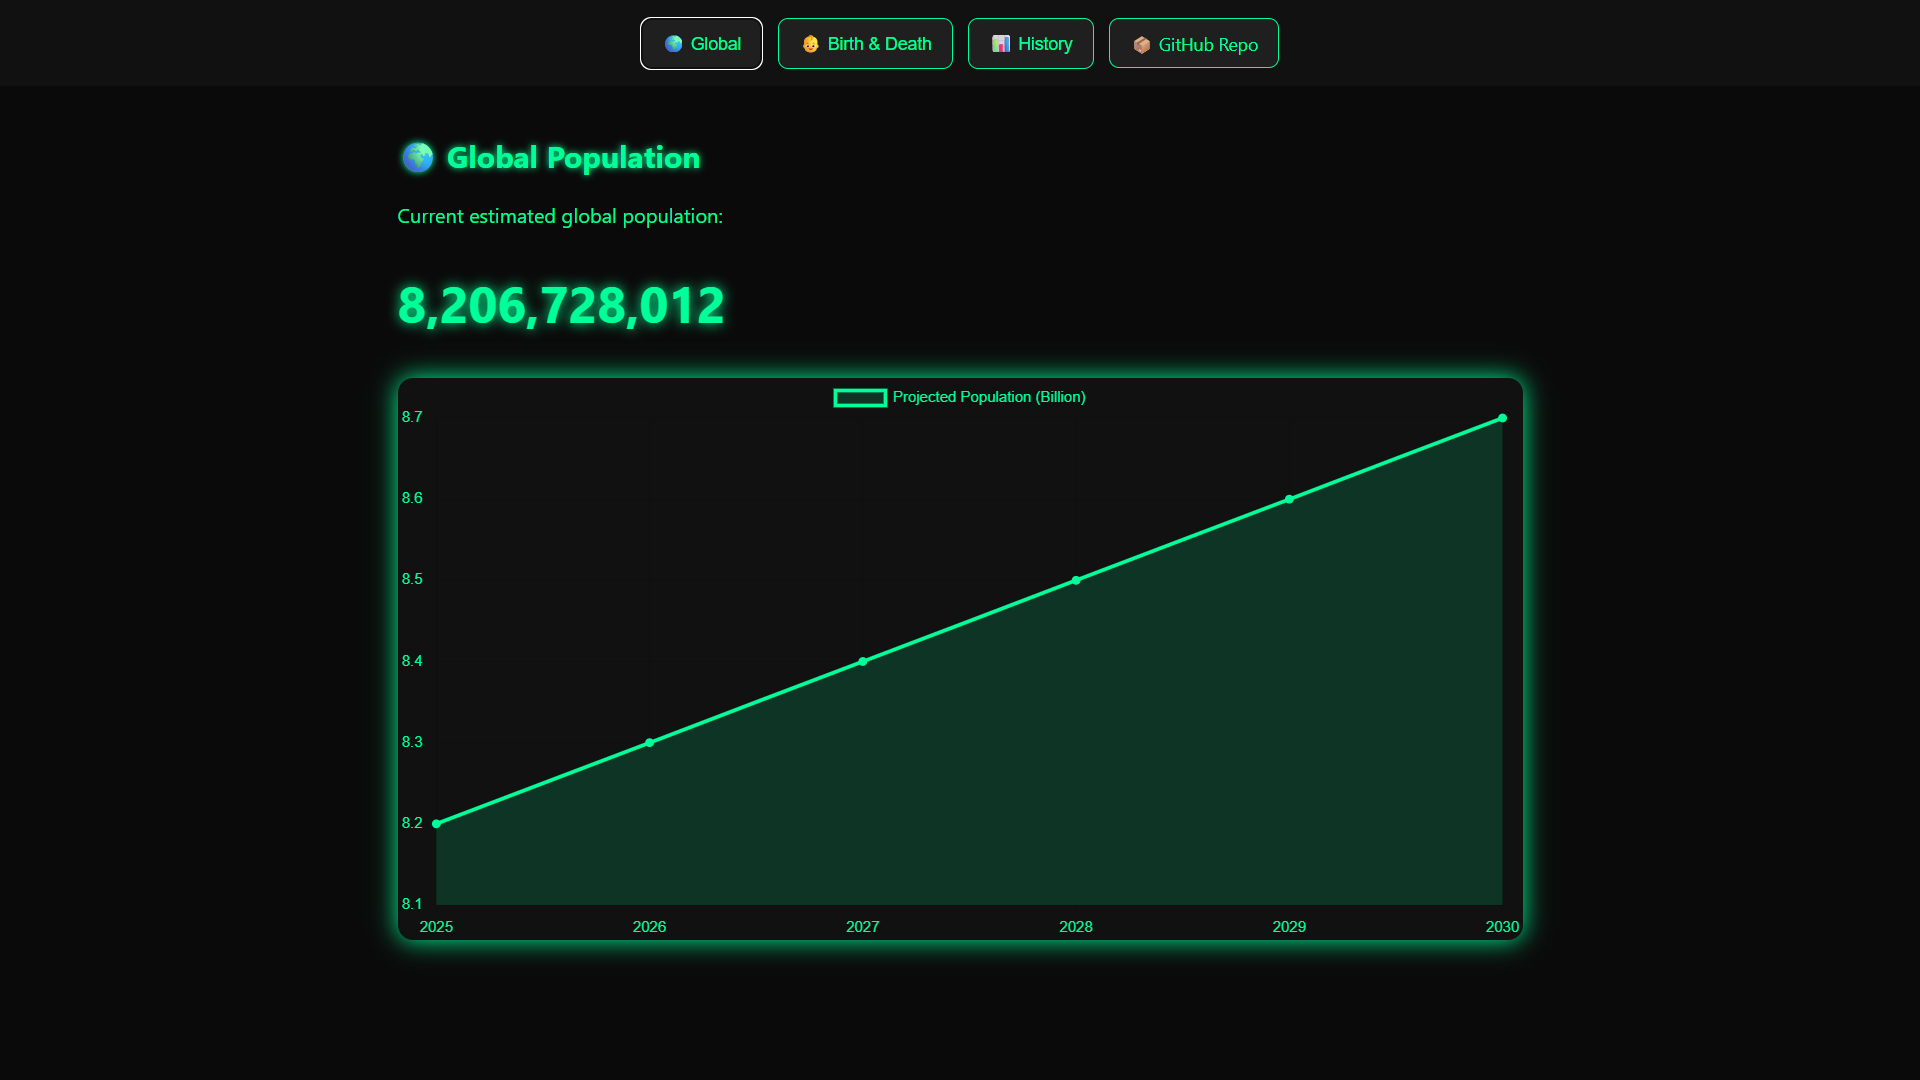 Global
Birth & Death
History
GitHub Repo
Global Population
Current estimated global population:
8,206,728,012
Projected Population (Billion)
8.7
8.6
8.5
8.4
8.3
8.2
8.1
2025 2026 2027 2028 2029 2030